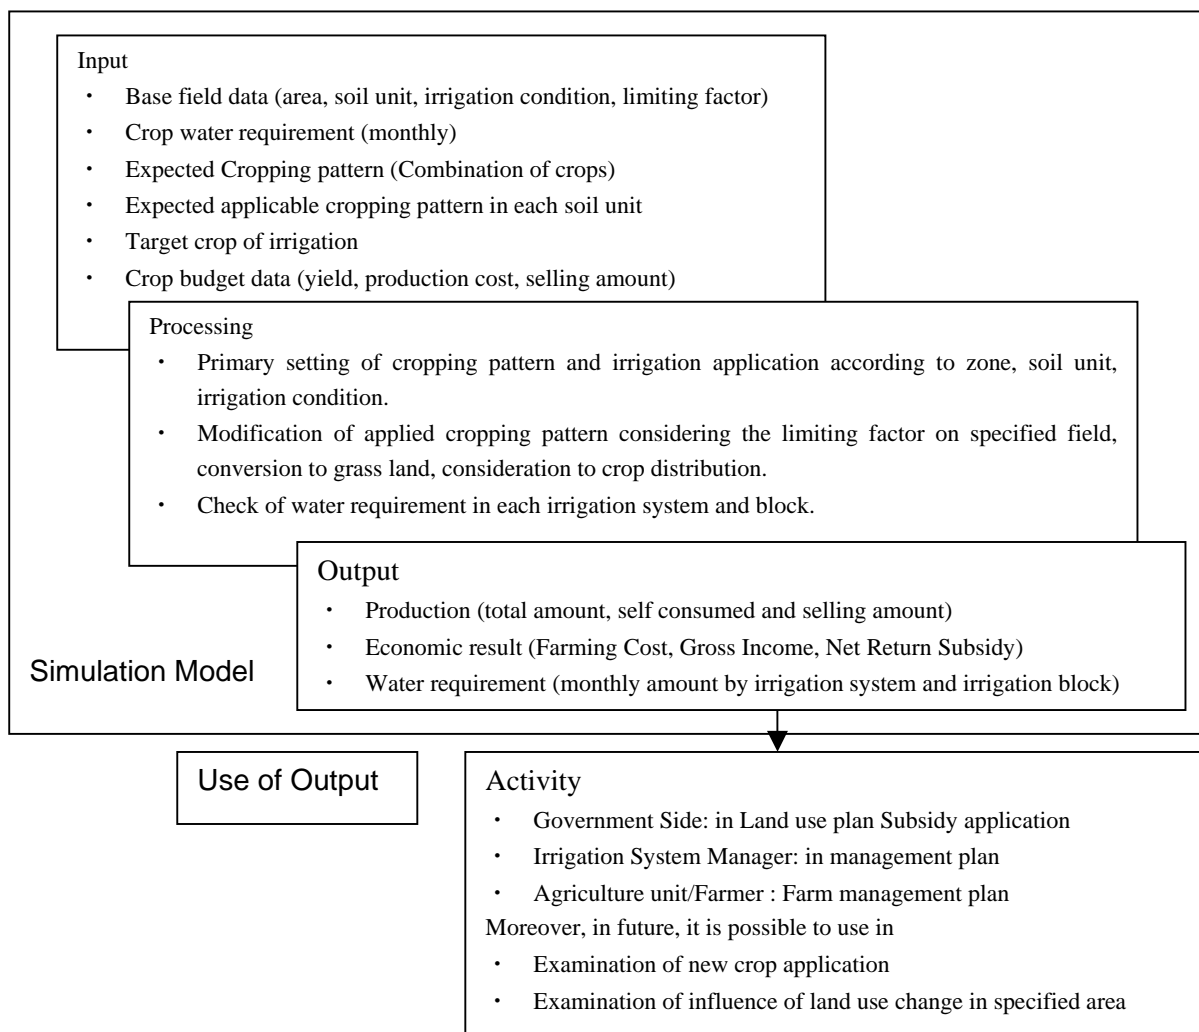 Input
・ Base field data (area, soil unit, irrigation condition, limiting factor)
・ Crop water requirement (monthly)
・ Expected Cropping pattern (Combination of crops)
・ Expected applicable cropping pattern in each soil unit
・ Target crop of irrigation
・ Crop budget data (yield, production cost, selling amount)
Processing
・ Primary setting of cropping pattern and irrigation application according to zone, soil unit,
irrigation condition.
・ Modification of applied cropping pattern considering the limiting factor on specified field,
conversion to grass land, consideration to crop distribution.
・ Check of water requirement in each irrigation system and block.
Output
・ Production (total amount, self consumed and selling amount)
・ Economic result (Farming Cost, Gross Income, Net Return Subsidy)
・ Water requirement (monthly amount by irrigation system and irrigation block)
Simulation Model
Use of Output
Activity
・ Government Side: in Land use plan Subsidy application
・ Irrigation System Manager: in management plan
・ Agriculture unit/Farmer : Farm management plan
Moreover, in future, it is possible to use in
・ Examination of new crop application
・ Examination of influence of land use change in specified area